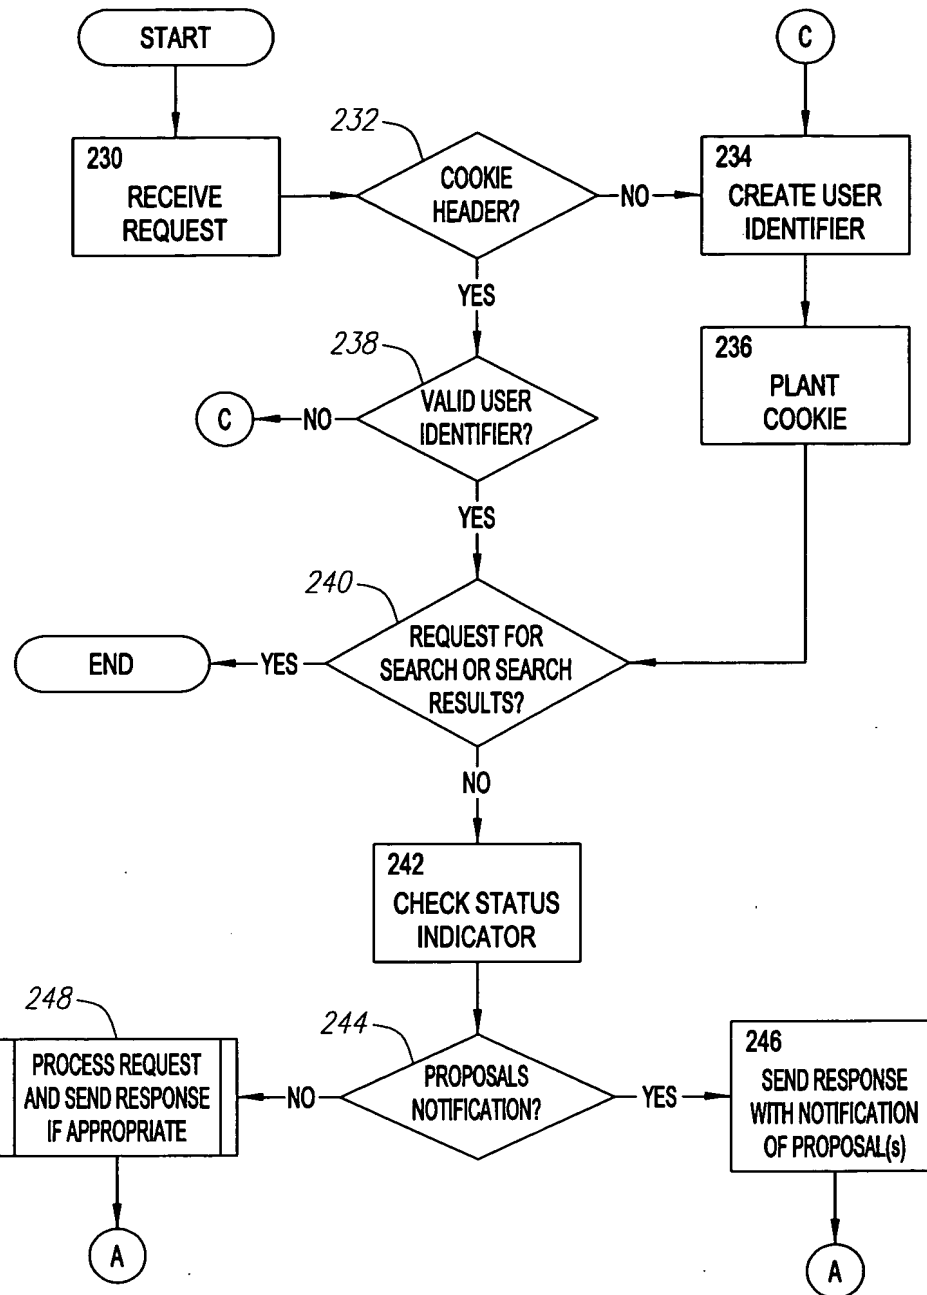 START
C
230
RECEIVE
REQUEST
232
COOKIE
HEADER?
NO
234
CREATE USER
IDENTIFIER
YES
236
PLANT
COOKIE
238
VALID USER
IDENTIFIER?
NO
C
YES
240
REQUEST FOR
SEARCH OR SEARCH
RESULTS?
YES
END
NO
242
CHECK STATUS
INDICATOR
244
PROPOSALS
NOTIFICATION?
NO
248
PROCESS REQUEST
AND SEND RESPONSE
IF APPROPRIATE
YES
246
SEND RESPONSE
WITH NOTIFICATION
OF PROPOSAL(s)
A
A